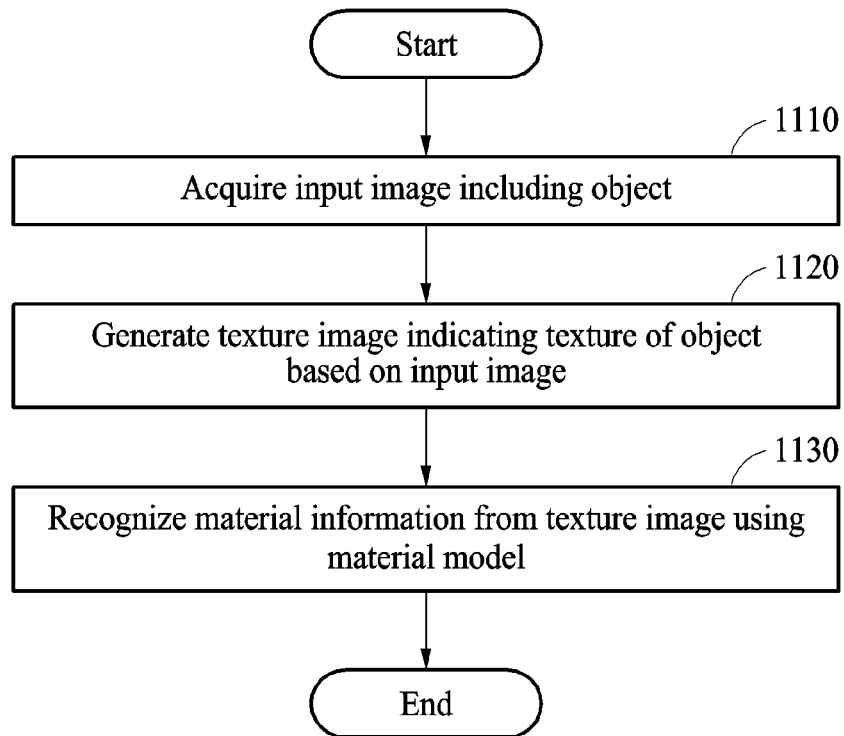 Start
1110
Acquire input image including object
1120
Generate texture image indicating texture of object
based on input image
1130
Recognize material information from texture image using
material model
End